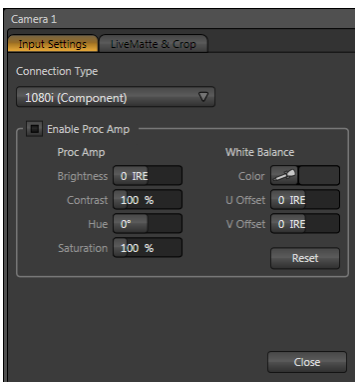 Camera 1
Input Settings LiveMatte & Crop
Connection Type
1080i (Component)
Enable Proc Amp
Proc Amp White Balance
Brightness 0 IRE Color
Contrast 100 % U Offset 0 IRE
Hue 0° V Offset 0 IRE
Saturation 100 %
Reset
Close